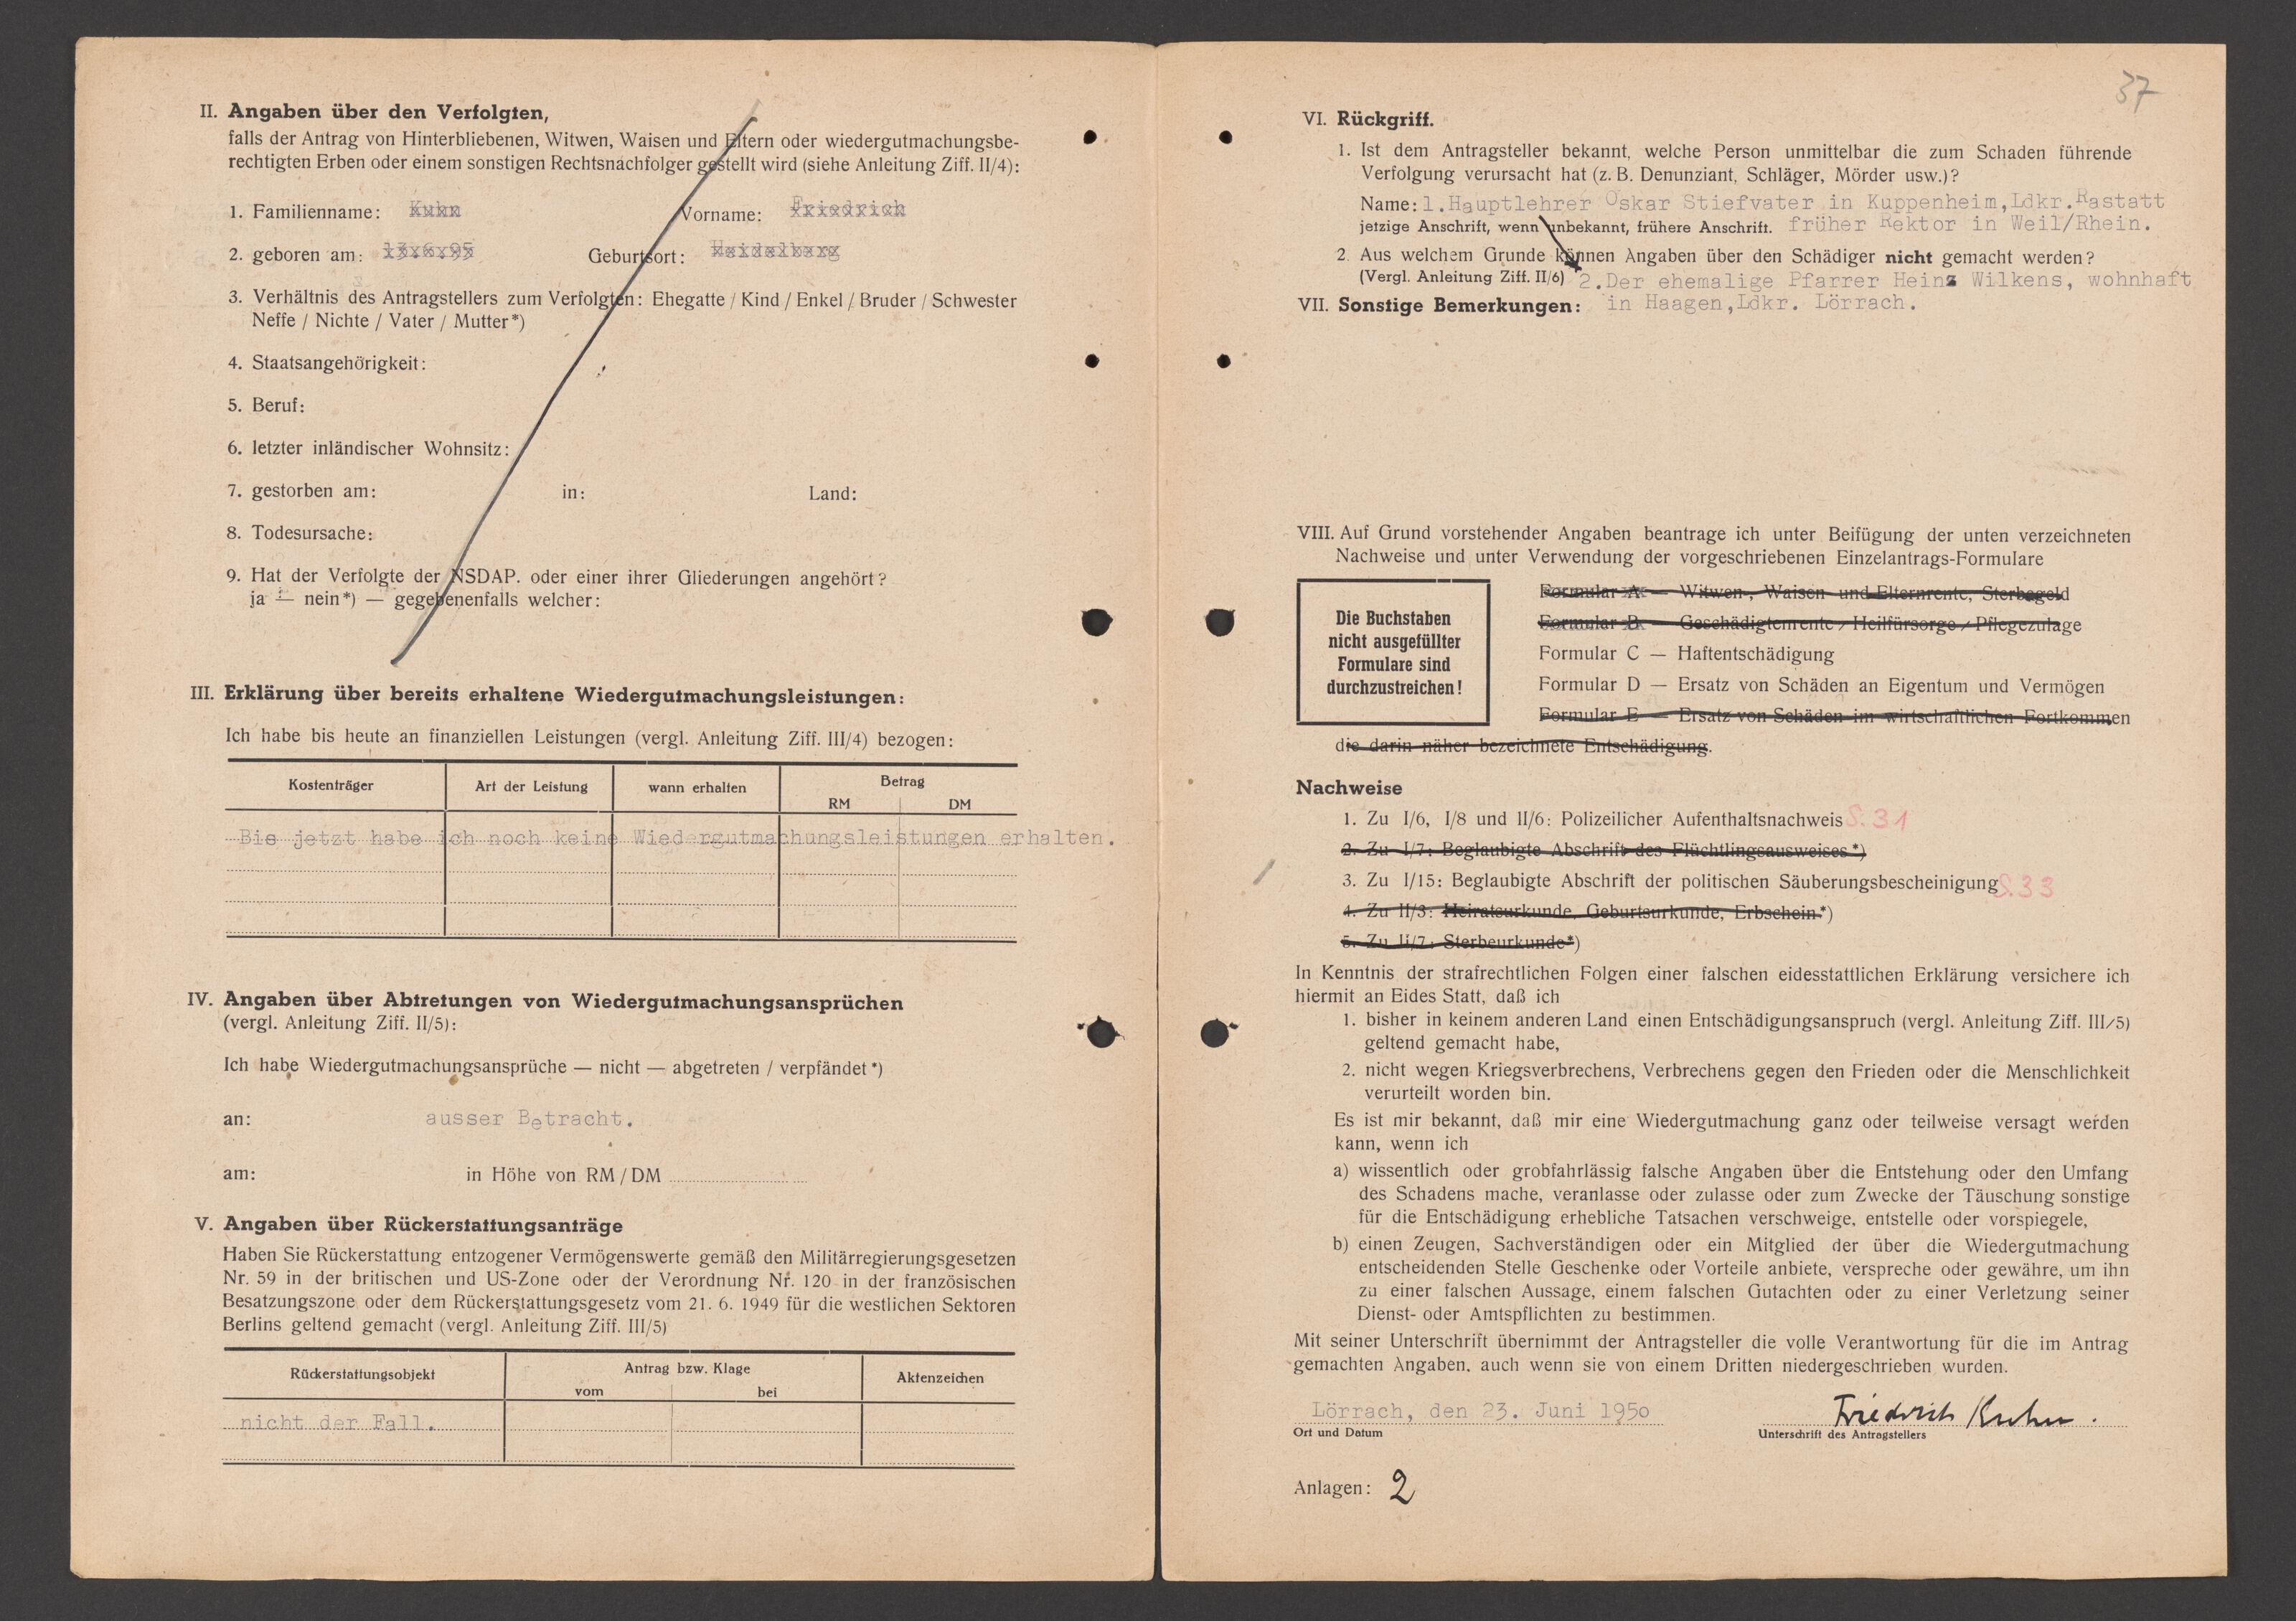 II. Angaben über den Verfolgten,
falls der Antrag von Hinterbliebenen, Witwen, Waisen und Eltern oder wiedergutmachungsbe-
rechtigten Erben oder einem sonstigen Rechtsnachfolger gestellt wird (siehe Anleitung Ziff. II/4):
1. Familienname: Kuhn Vorname: Friedrich
2. geboren am: 13.6.95 Geburtsort: Heidelberg
3. Verhältnis des Antragstellers zum Verfolgten: Ehegatte / Kind / Enkel / Bruder / Schwester
Neffe / Nichte / Vater / Mutter*)
4. Staatsangehörigkeit:
5. Beruf:
6. letzter inländischer Wohnsitz:
7. gestorben am: in: Land:
8. Todesursache:
9. Hat der Verfolgte der NSDAP. oder einer ihrer Gliederungen angehört?
ja — nein*) — gegebenenfalls welcher:
III. Erklärung über bereits erhaltene Wiedergutmachungsleistungen:
Ich habe bis heute an finanziellen Leistungen (vergl. Anleitung Ziff. III/4) bezogen:
Kostenträger Art der Leistung wann erhalten Betrag
RM DM
Bis jetzt habe ich noch keine Wiedergutmachungsleistungen erhalten.
IV. Angaben über Abtretungen von Wiedergutmachungsansprüchen
(vergl. Anleitung Ziff. II/5):
Ich habe Wiedergutmachungsansprüche — nicht — abgetreten / verpfändet*)
an: ausser Betracht.
am: in Höhe von RM / DM
V. Angaben über Rückerstattungsanträge
Haben Sie Rückerstattung entzogener Vermögenswerte gemäß den Militärregierungsgesetzen
Nr. 59 in der britischen und US-Zone oder der Verordnung Nr. 120 in der französischen
Besatzungszone oder dem Rückerstattungsgesetz vom 21. 6. 1949 für die westlichen Sektoren
Berlins geltend gemacht (vergl. Anleitung Ziff. III/5)
Rückerstattungsobjekt Antrag bzw. Klage Aktenzeichen
vom bei
nicht der Fall.
37
VI. Rückgriff.
1. Ist dem Antragsteller bekannt, welche Person unmittelbar die zum Schaden führende
Verfolgung verursacht hat (z. B. Denunziant, Schläger, Mörder usw.)?
Name: 1.Hauptlehrer Oskar Stiefvater in Kuppenheim,Ldkr.Rastatt
jetzige Anschrift, wenn unbekannt, frühere Anschrift. früher Rektor in Weil/Rhein.
2. Aus welchem Grunde können Angaben über den Schädiger nicht gemacht werden?
(Vergl. Anleitung Ziff. II/6) 2.Der ehemalige Pfarrer Heinz Wilkens, wohnhaft
VII. Sonstige Bemerkungen: in Haagen,Ldkr. Lörrach.
VIII. Auf Grund vorstehender Angaben beantrage ich unter Beifügung der unten verzeichneten
Nachweise und unter Verwendung der vorgeschriebenen Einzelantrags-Formulare
Die Buchstaben
nicht ausgefüllter
Formulare sind
durchzustreichen!
Formular A — Witwen-, Waisen- und Elternrente, Sterbegeld
Formular B — Geschädigtenrente / Heilfürsorge / Pflegezulage
Formular C — Haftentschädigung
Formular D — Ersatz von Schäden an Eigentum und Vermögen
Formular E — Ersatz von Schäden im wirtschaftlichen Fortkommen
die darin näher bezeichnete Entschädigung.
Nachweise
1. Zu I/6, I/8 und II/6: Polizeilicher Aufenthaltsnachweis S. 31
2. Zu I/7: Beglaubigte Abschrift des Flüchtlingsausweises*)
3. Zu I/15: Beglaubigte Abschrift der politischen Säuberungsbescheinigung S. 33
4. Zu II/3: Heiratsurkunde, Geburtsurkunde, Erbschein*)
5. Zu II/7: Sterbeurkunde*)
In Kenntnis der strafrechtlichen Folgen einer falschen eidesstattlichen Erklärung versichere ich
hiermit an Eides Statt, daß ich
1. bisher in keinem anderen Land einen Entschädigungsanspruch (vergl. Anleitung Ziff. III/5)
geltend gemacht habe,
2. nicht wegen Kriegsverbrechens, Verbrechens gegen den Frieden oder die Menschlichkeit
verurteilt worden bin.
Es ist mir bekannt, daß mir eine Wiedergutmachung ganz oder teilweise versagt werden
kann, wenn ich
a) wissentlich oder grobfahrlässig falsche Angaben über die Entstehung oder den Umfang
des Schadens mache, veranlasse oder zulasse oder zum Zwecke der Täuschung sonstige
für die Entschädigung erhebliche Tatsachen verschweige, entstelle oder vorspiegele,
b) einen Zeugen, Sachverständigen oder ein Mitglied der über die Wiedergutmachung
entscheidenden Stelle Geschenke oder Vorteile anbiete, verspreche oder gewähre, um ihn
zu einer falschen Aussage, einem falschen Gutachten oder zu einer Verletzung seiner
Dienst- oder Amtspflichten zu bestimmen.
Mit seiner Unterschrift übernimmt der Antragsteller die volle Verantwortung für die im Antrag
gemachten Angaben, auch wenn sie von einem Dritten niedergeschrieben wurden.
Lörrach, den 23. Juni 1950 Friedrich Kuhn.
Ort und Datum Unterschrift des Antragstellers
Anlagen: 2